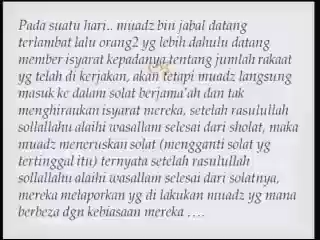 Pada suatu hari.. muadz bin jabal datang
terlambat lalu orang2 yg lebih dahulu datang
member isyarat kepadanya tentang jumlah rakaat
yg telah di kerjakan, akan tetapi muadz langsung
masuk ke dalam solat berjema'ah dan tak
menghiraukan isyarat mereka, setelah rasulullah
sollallahu alaihi wasallam selesai dari sholat, maka
muadz meneruskan solat (mengganti solat yg
tertinggal itu) ternyata setelah rasulullah
sollallahu alaihi wasallam selesai dari solatnya,
mereka melaporkan yg di lakukan muadz yg mana
berbeza dgn kebiasaan mereka ....